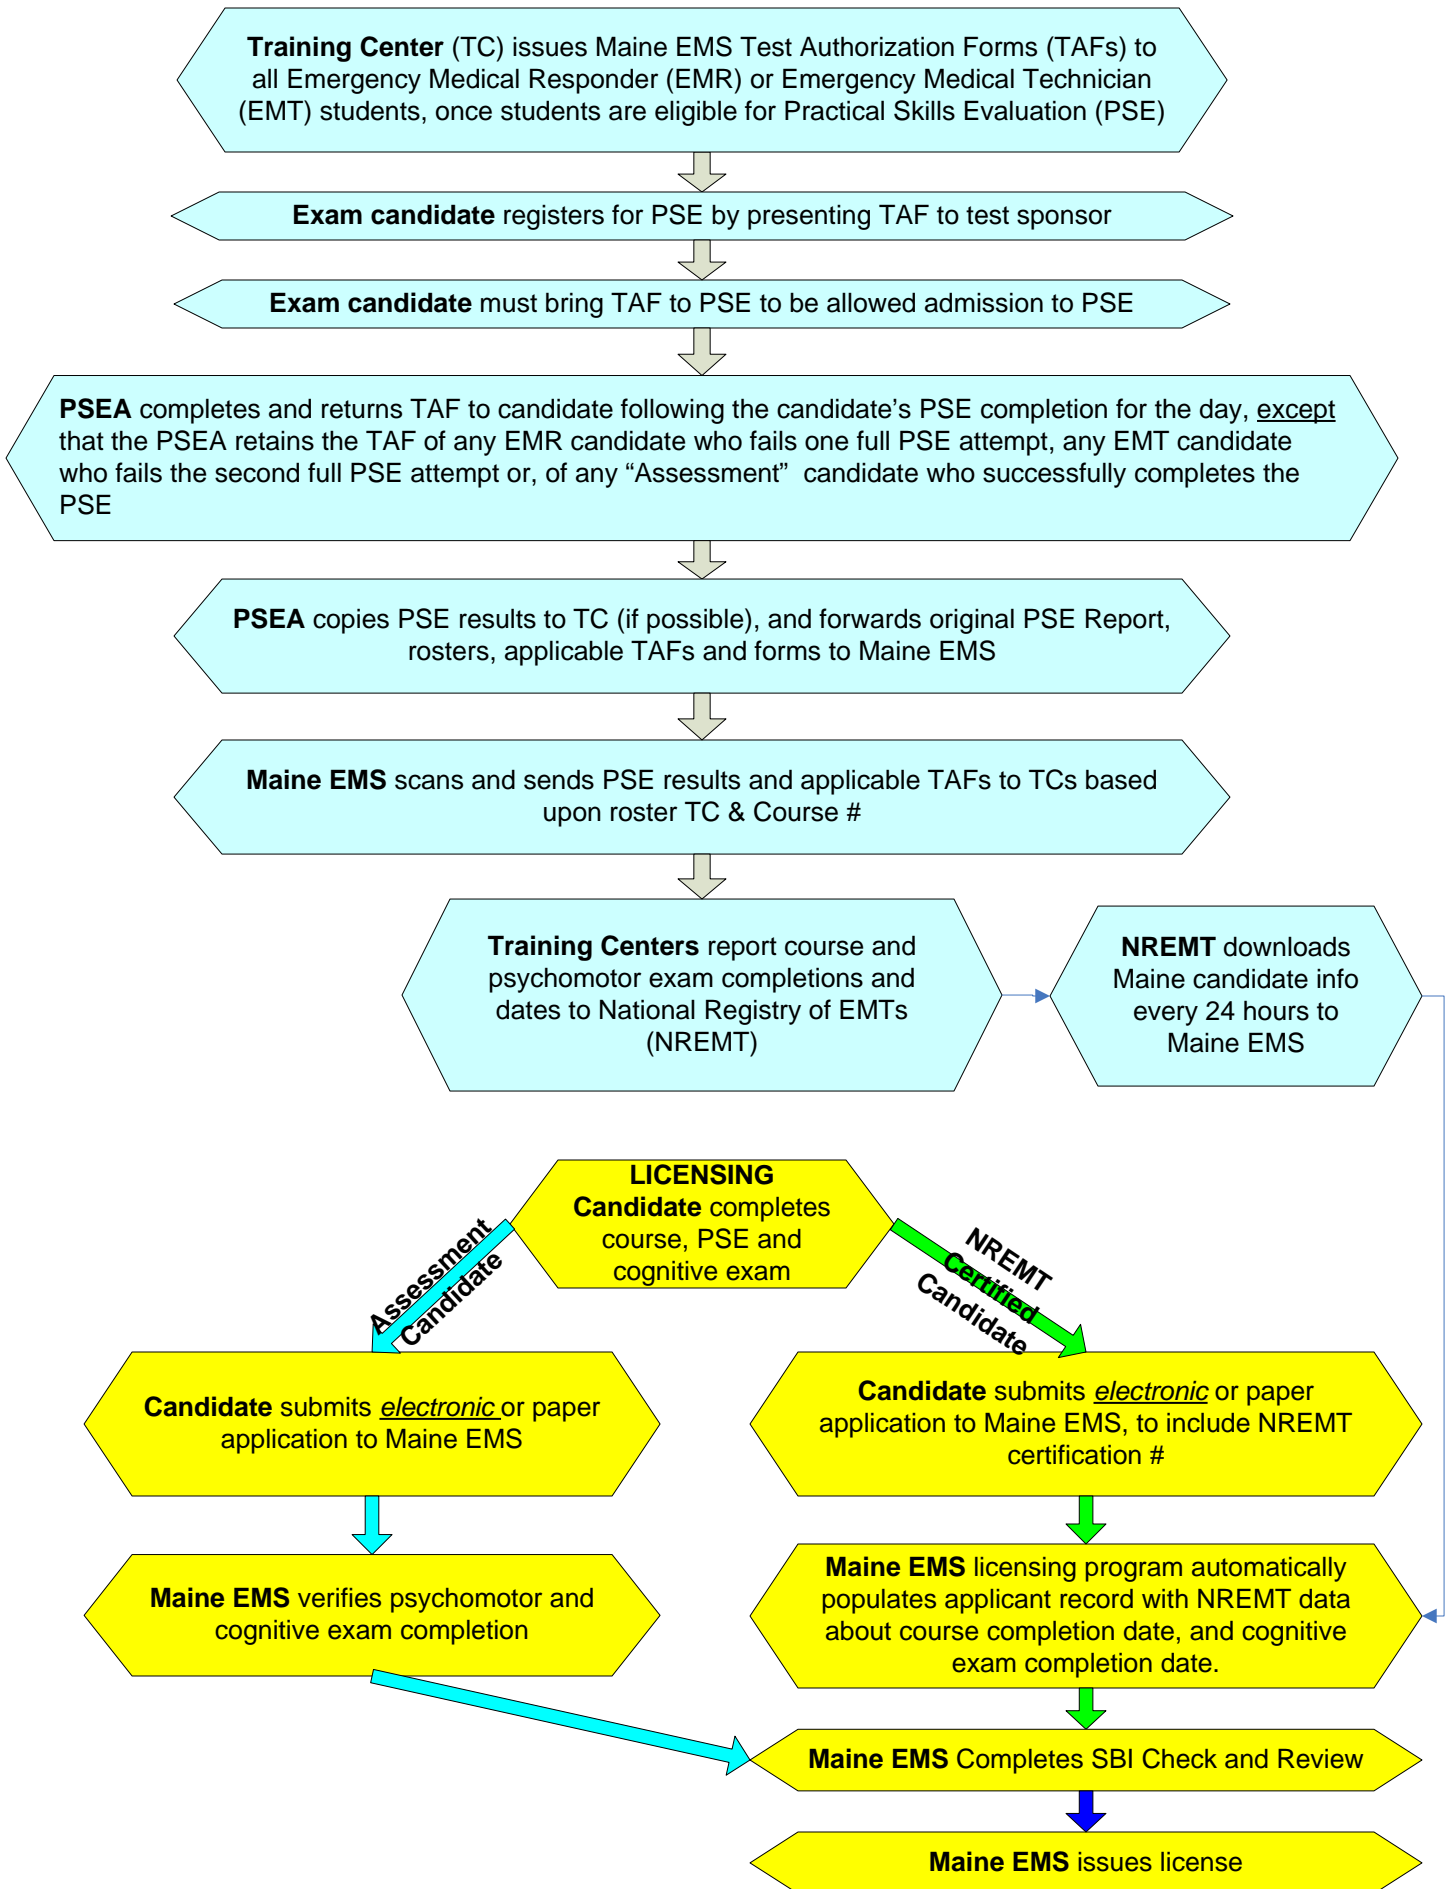 Training Center (TC) issues Maine EMS Test Authorization Forms (TAFs) to
all Emergency Medical Responder (EMR) or Emergency Medical Technician
(EMT) students, once students are eligible for Practical Skills Evaluation (PSE)
Exam candidate registers for PSE by presenting TAF to test sponsor
Exam candidate must bring TAF to PSE to be allowed admission to PSE
PSEA completes and returns TAF to candidate following the candidate’s PSE completion for the day, except
that the PSEA retains the TAF of any EMR candidate who fails one full PSE attempt, any EMT candidate
who fails the second full PSE attempt or, of any “Assessment” candidate who successfully completes the
PSE
PSEA copies PSE results to TC (if possible), and forwards original PSE Report,
rosters, applicable TAFs and forms to Maine EMS
Maine EMS scans and sends PSE results and applicable TAFs to TCs based
upon roster TC & Course #
Training Centers report course and
psychomotor exam completions and
dates to National Registry of EMTs
(NREMT)
NREMT downloads
Maine candidate info
every 24 hours to
Maine EMS
LICENSING
Candidate completes
course, PSE and
cognitive exam
Assessment
Candidate
NREMT
Certified
Candidate
Candidate submits electronic or paper
application to Maine EMS
Candidate submits electronic or paper
application to Maine EMS, to include NREMT
certification #
Maine EMS verifies psychomotor and
cognitive exam completion
Maine EMS licensing program automatically
populates applicant record with NREMT data
about course completion date, and cognitive
exam completion date.
Maine EMS Completes SBI Check and Review
Maine EMS issues license